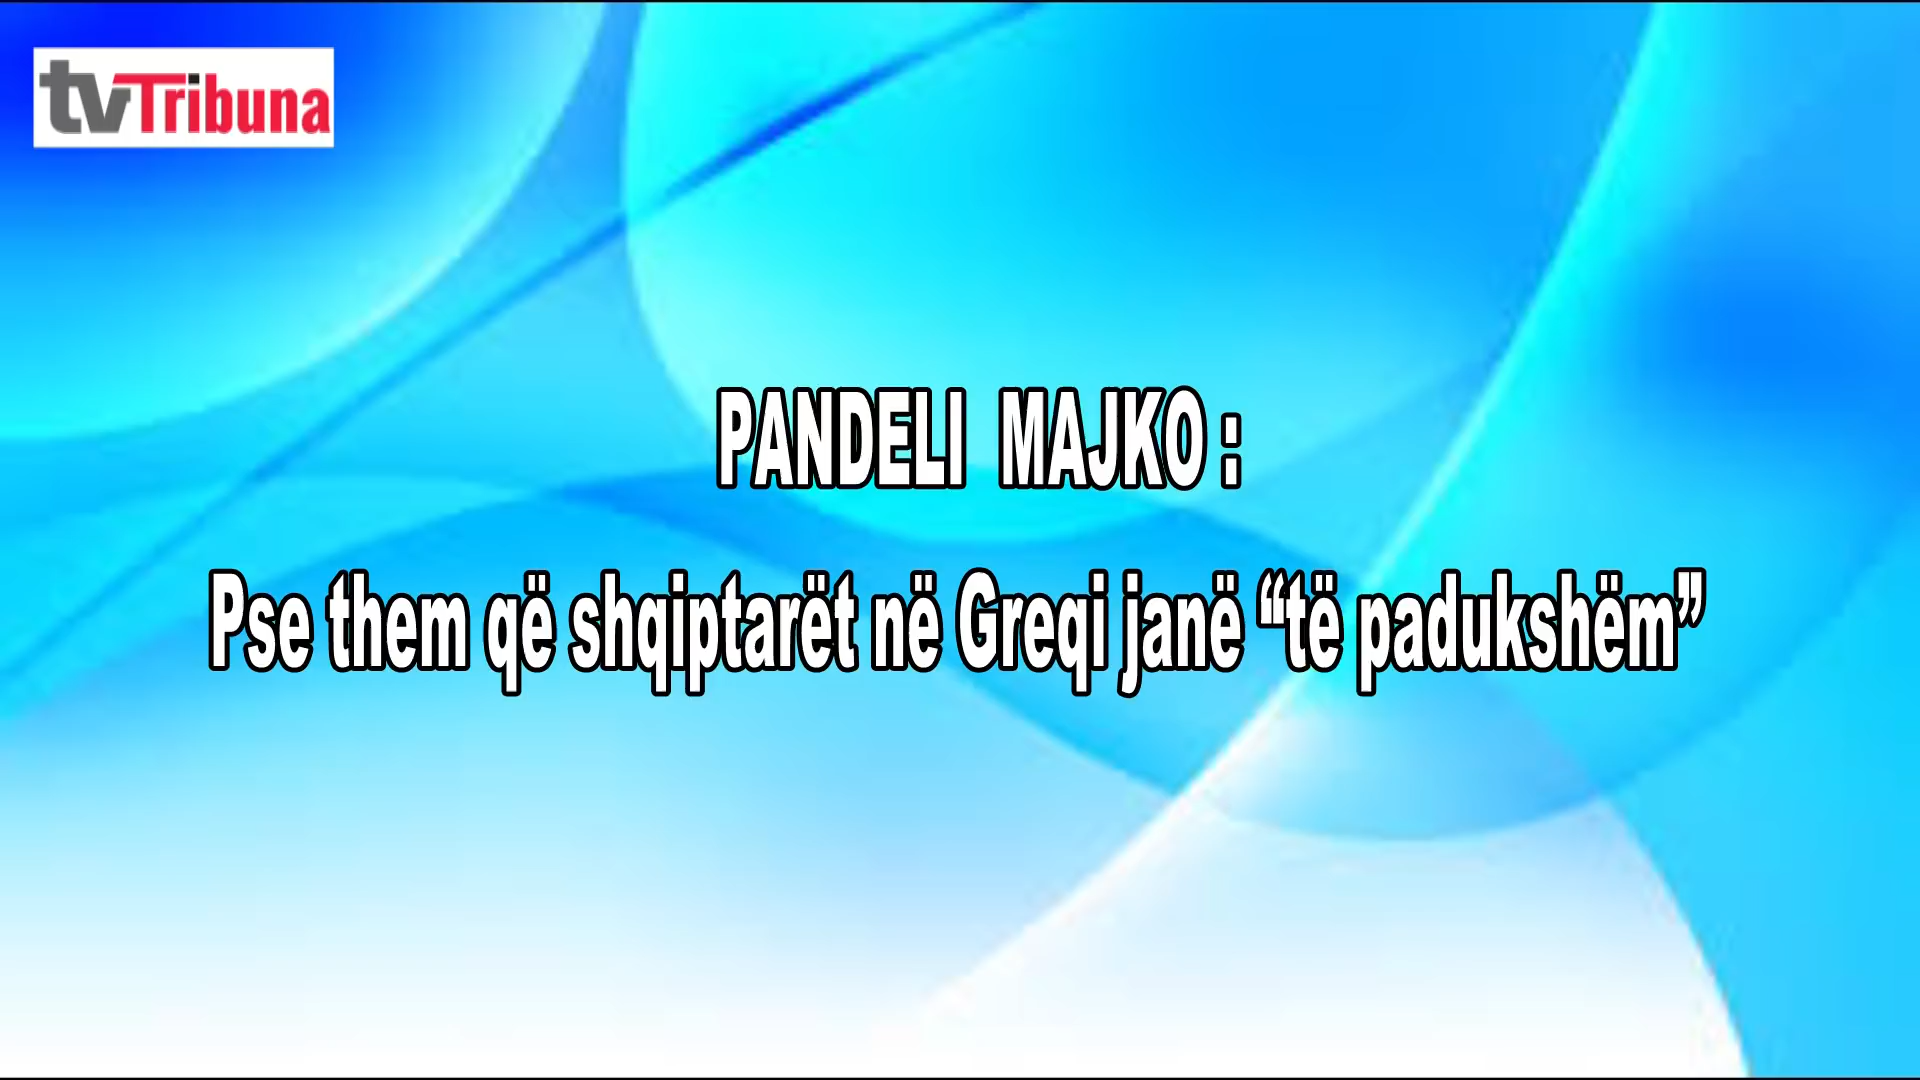 tvTribuna
PANDELI MAJKO :
Pse them që shqiptarët në Greqi janë “të padukshëm”